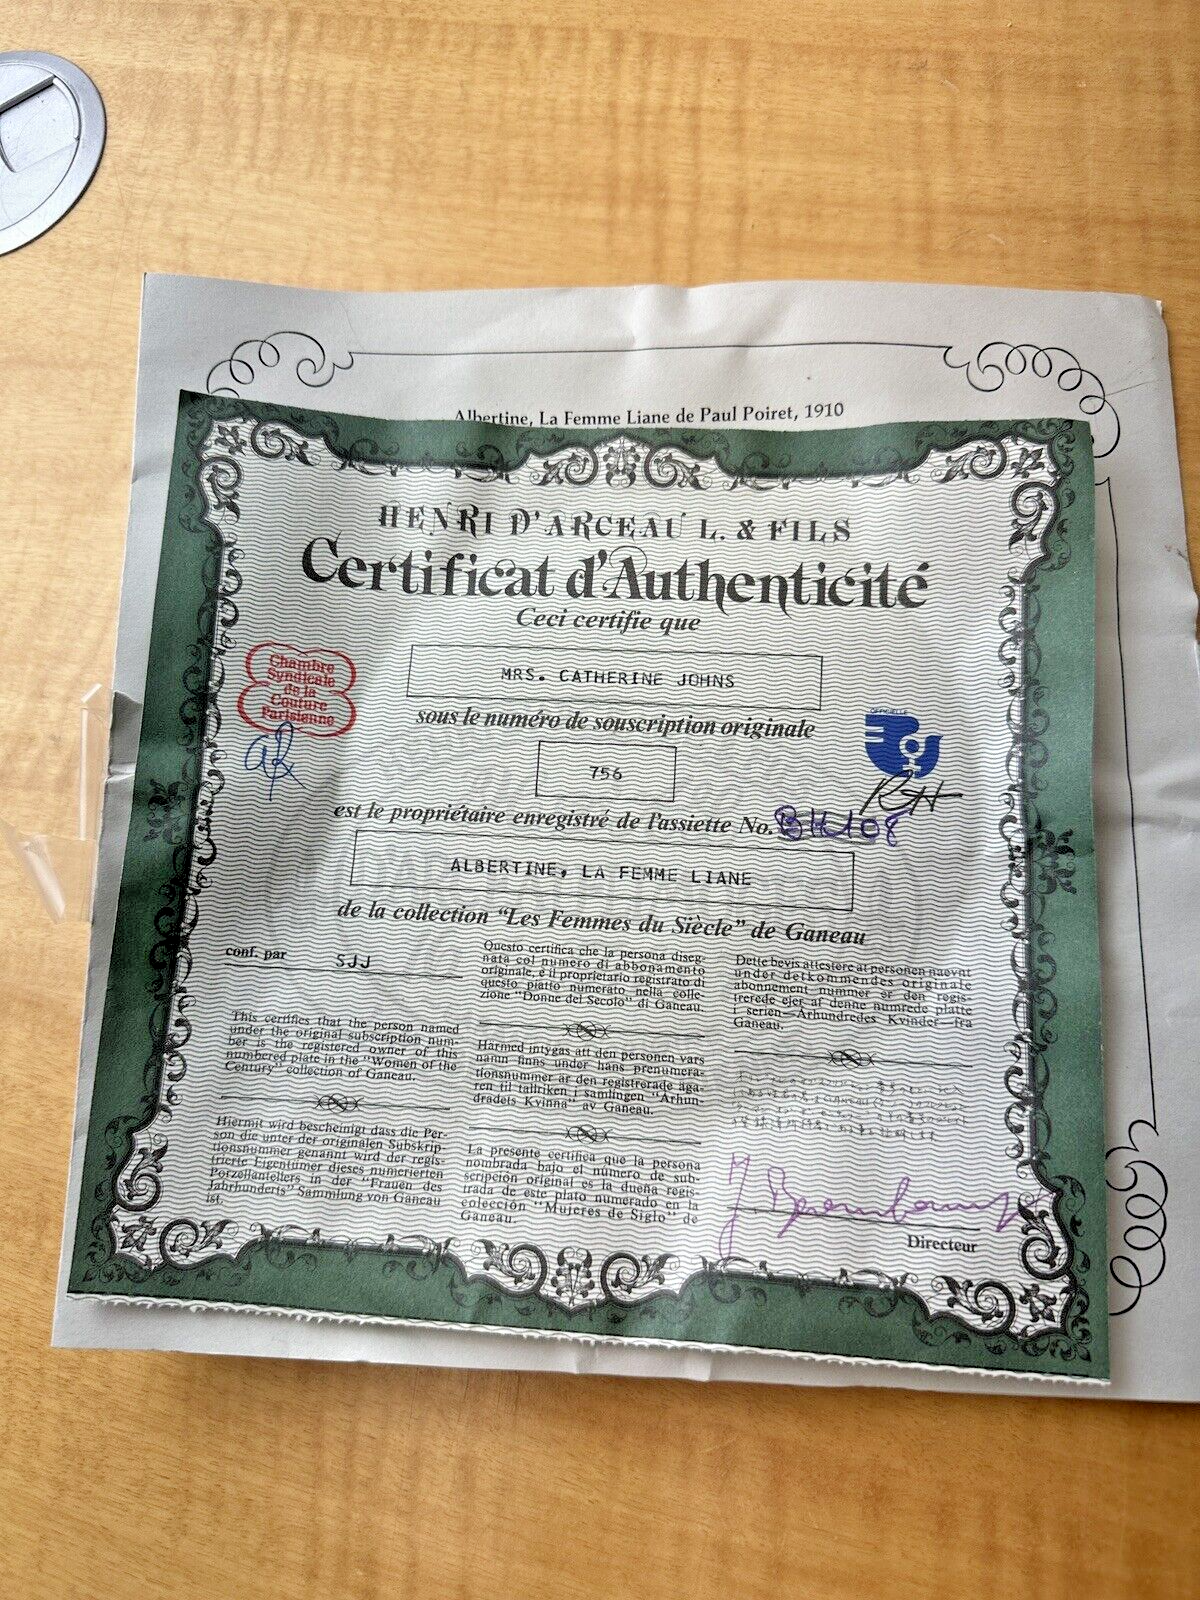 Albertine, La Femme Liane de Paul Poiret, 1910
HENRI D'ARCEAU L. & FILS
Certificat d'Authenticité
Ceci certifie que
Chambre
Syndicale
de la
Couture
Parisienne
MRS. CATHERINE JOHNS
sous le numéro de souscription originale
OFFICIELLE
756
est le propriétaire enregistré de l'assiette No. BH108
ALBERTINE, LA FEMME LIANE
de la collection "Les Femmes du Siècle" de Ganeau
conf. par SJJ
This certifies that the person named
under the original subscription num-
ber is the registered owner of this
numbered plate in the "Women of the
Century" collection of Ganeau.
Hiermit wird bescheinigt dass die Per-
son die unter der originalen Subskrip-
tionsnummer genannt wird der regis-
trierte Eigentümer dieses numerierten
Porzellantellers in der "Frauen des
Jahrhunderts" Sammlung von Ganeau
ist.
Questo certifica che la persona diseg-
nata col numero di abbonamento
originale, è il proprietario registrato di
questo piatto numerato nella colle-
zione "Donne del Secolo" di Ganeau.
Härmed intygas att den personen vars
namn finns under hans prenumera-
tionsnummer är den registrerade äga-
ren til tallriken i samlingen "Århun-
dradets Kvinna" av Ganeau.
La presente certifica que la persona
nombrada bajo el número de sub-
scripción original es la dueña regis-
trada de este plato numerado en la
colección "Mujeres de Siglo" de
Ganeau.
Dette bevis attesterer at personen naevnt
under detkommendes originale
abonnement nummer er den regis-
trerede ejer af denne numrede platte
i serien—Århundredes Kvinder—fra
Ganeau.
Directeur